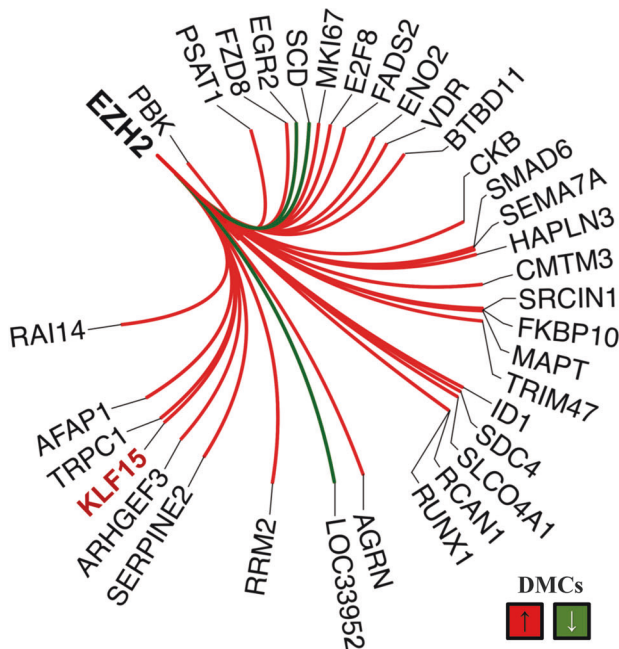 EZH2
PBK
PSAT1
FZD8
EGR2
SCD
MKI67
E2F8
FADS2
ENO2
VDR
BTBD11
CKB
SMAD6
SEMA7A
HAPLN3
CMTM3
SRCIN1
FKBP10
MAPT
TRIM47
ID1
SDC4
SLCO4A1
RCAN1
RUNX1
AGRN
LOC33952
RRM2
SERPINE2
ARHGEF3
KLF15
TRPC1
AFAP1
RAI14
DMCs
↑ ↓